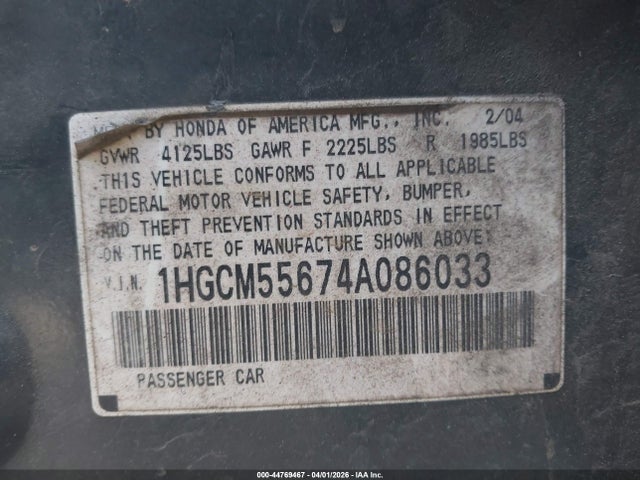 BY HONDA OF AMERICA MFG., INC. 2/04
GVWR 4125LBS GAWR F 2225LBS R 1985LBS
THIS VEHICLE CONFORMS TO ALL APPLICABLE
FEDERAL MOTOR VEHICLE SAFETY, BUMPER,
AND THEFT PREVENTION STANDARDS IN EFFECT
ON THE DATE OF MANUFACTURE SHOWN ABOVE.
V.I.N. 1HGCM55674A086033
PASSENGER CAR
000-44769467 - 04/01/2026 - IAA Inc.